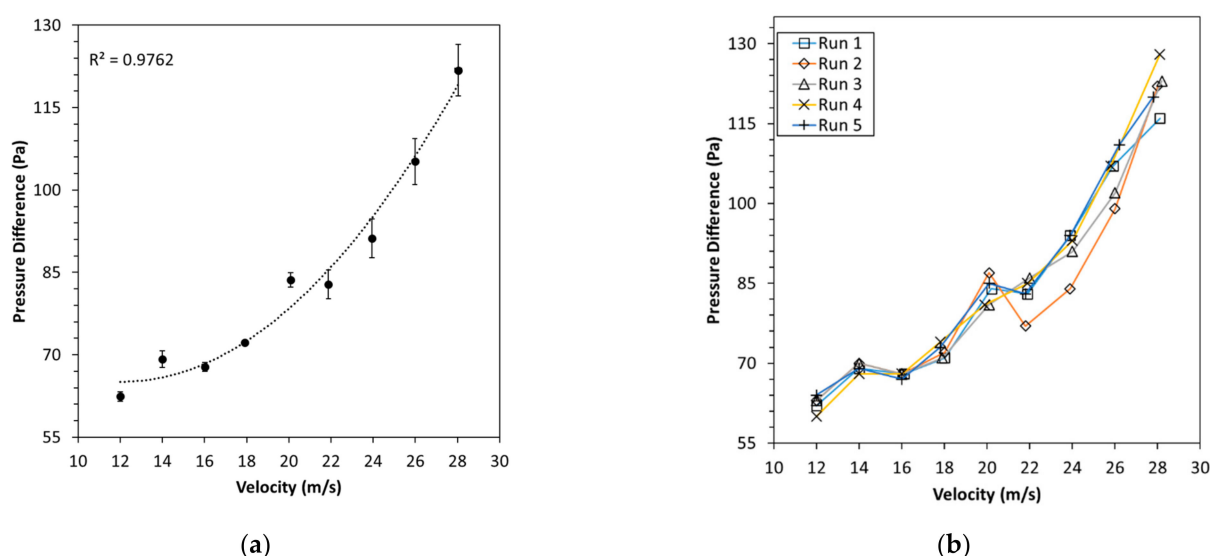 R² = 0.9762
Pressure Difference (Pa)
130
115
100
85
70
55
10 12 14 16 18 20 22 24 26 28 30
Velocity (m/s)
(a)
Run 1
Run 2
Run 3
Run 4
Run 5
Pressure Difference (Pa)
130
115
100
85
70
55
10 12 14 16 18 20 22 24 26 28 30
Velocity (m/s)
(b)